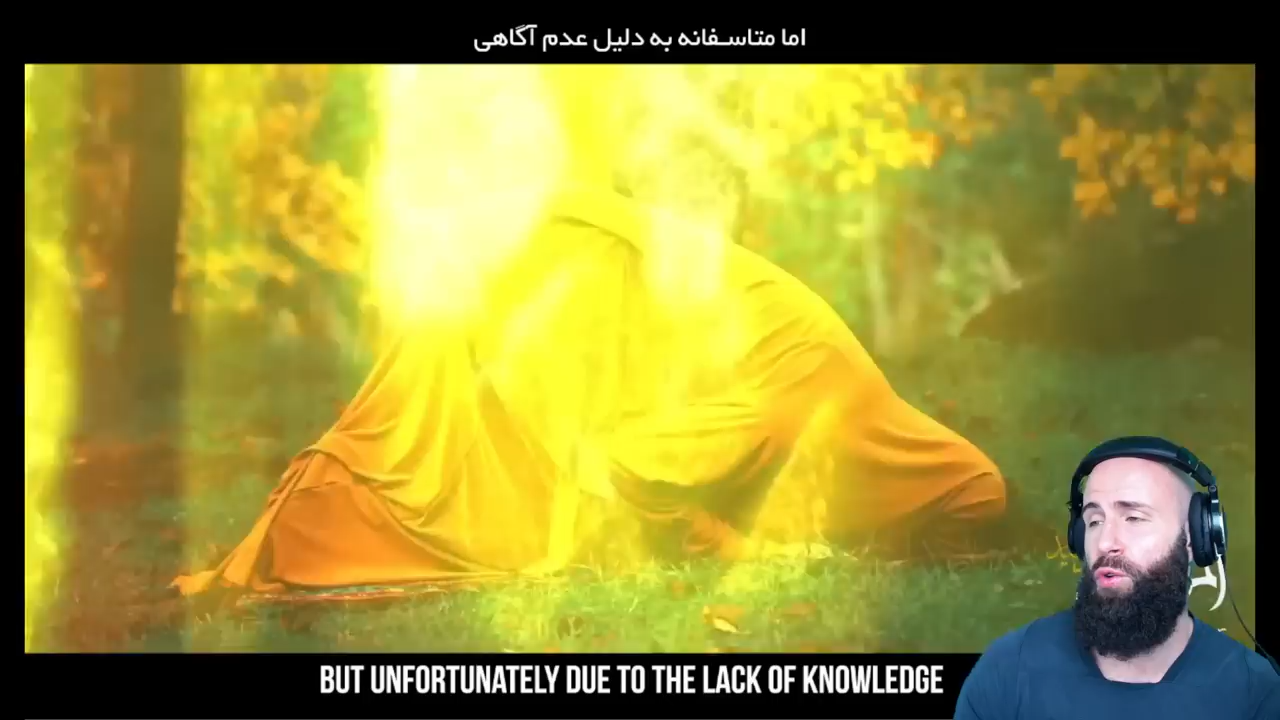 اما متاسفانه به دلیل عدم آگاهی
BUT UNFORTUNATELY DUE TO THE LACK OF KNOWLEDGE